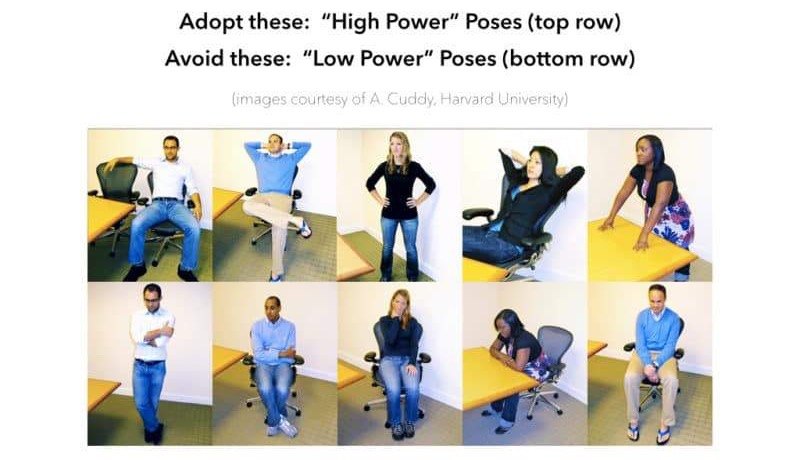 Adopt these: “High Power” Poses (top row)
Avoid these: “Low Power” Poses (bottom row)
(images courtesy of A. Cuddy, Harvard University)